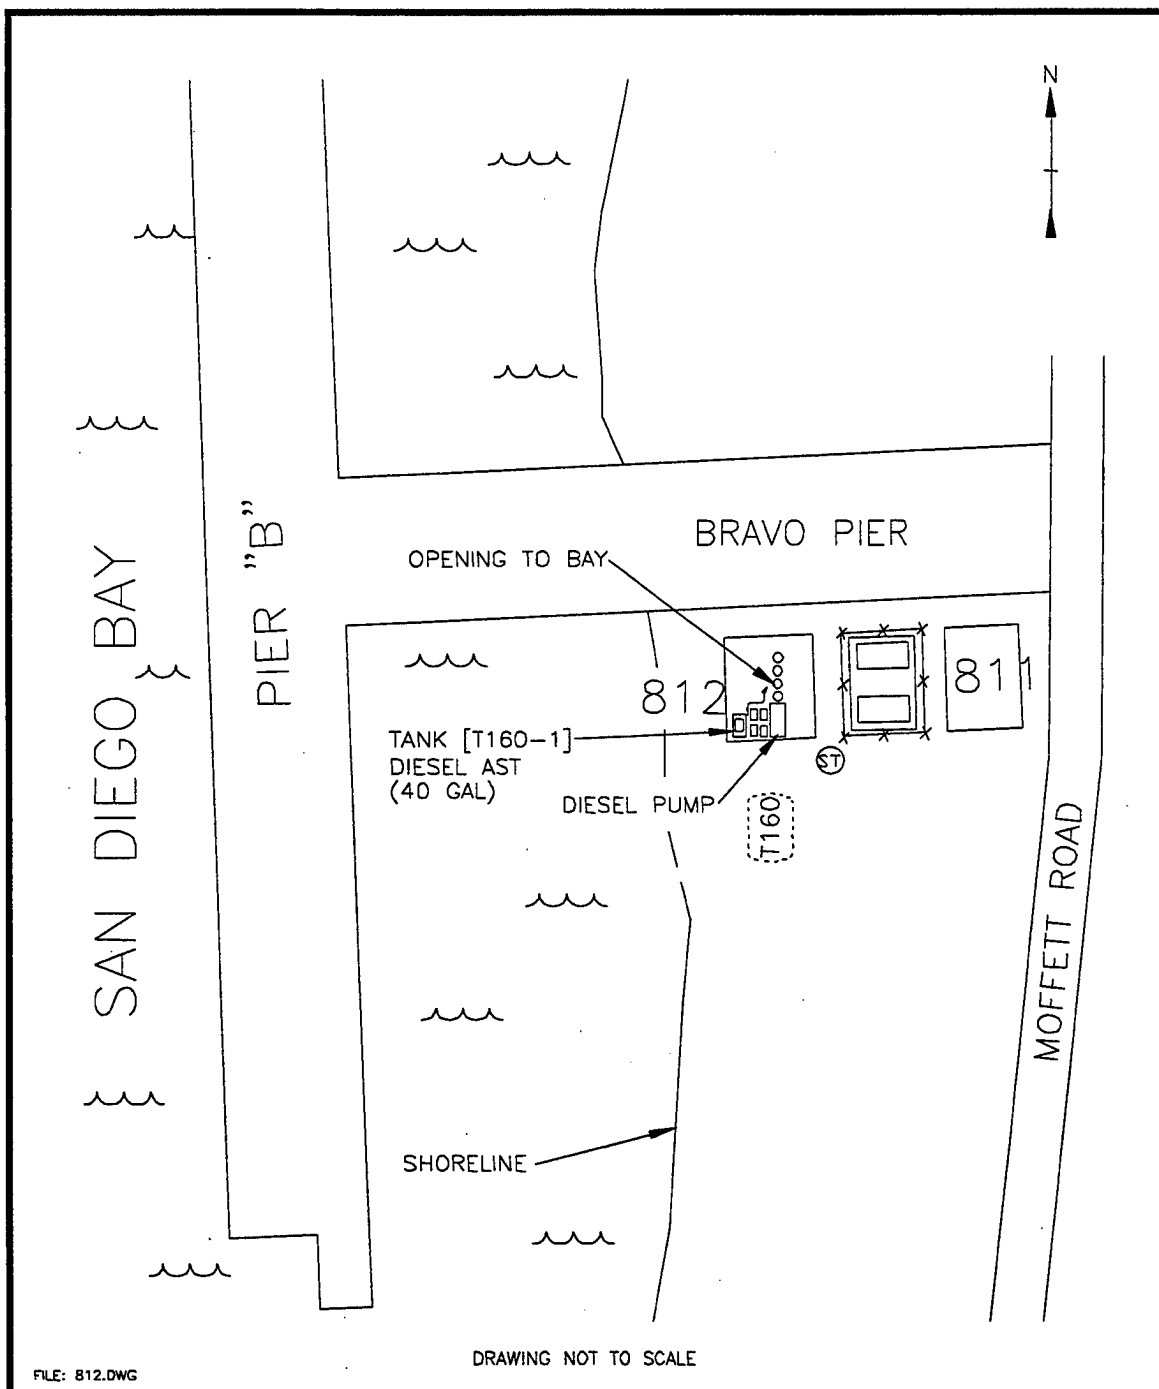 N
SAN DIEGO BAY
PIER "B"
BRAVO PIER
OPENING TO BAY
812
811
TANK [T160-1]
DIESEL AST
(40 GAL)
ST
DIESEL PUMP
T160
MOFFETT ROAD
SHORELINE
DRAWING NOT TO SCALE
FILE: 812.DWG